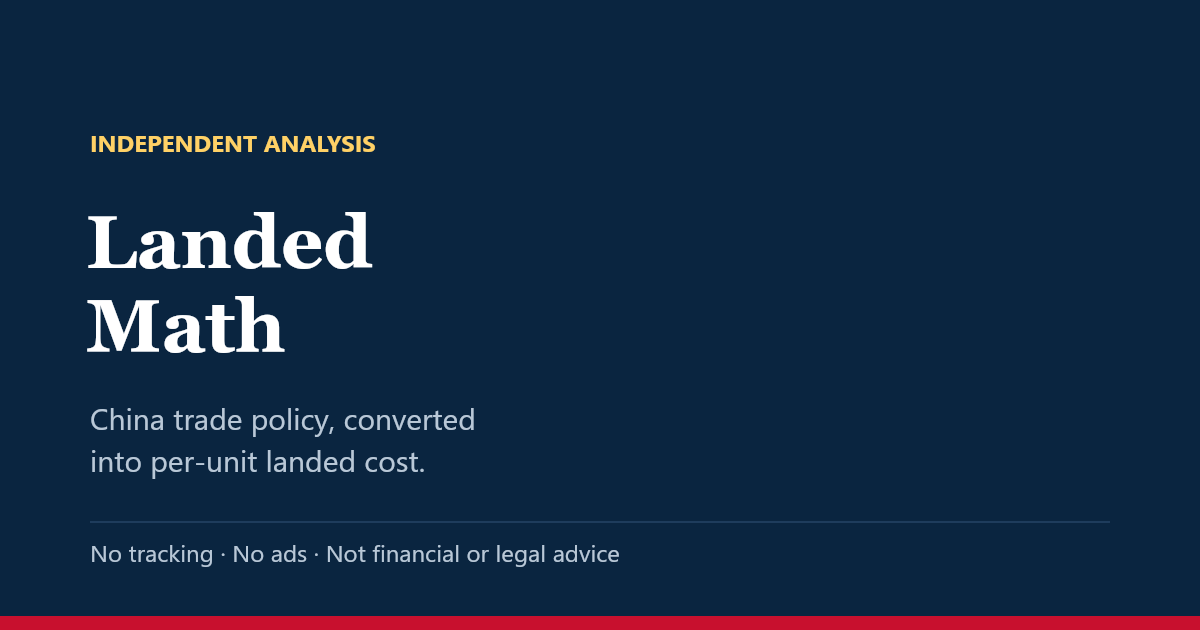 INDEPENDENT ANALYSIS
Landed
Math
China trade policy, converted
into per-unit landed cost.
No tracking · No ads · Not financial or legal advice